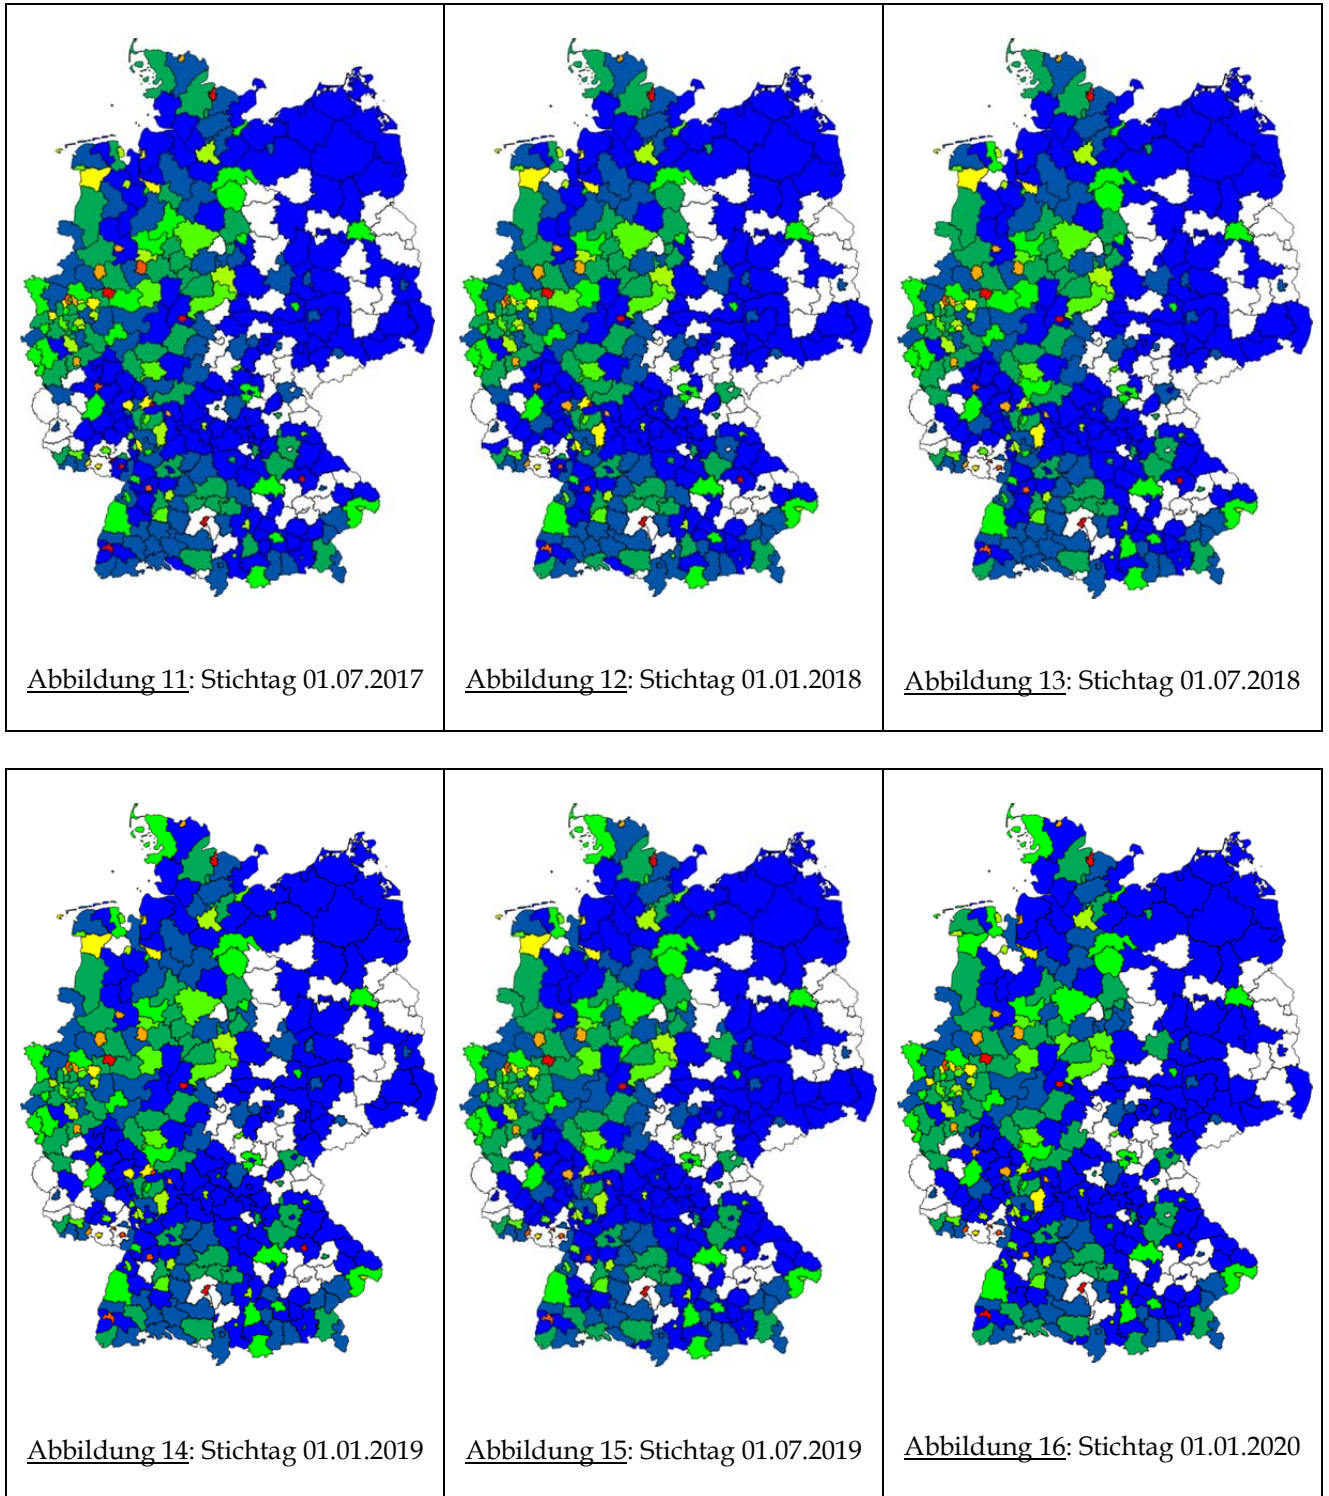 Abbildung 11: Stichtag 01.07.2017
Abbildung 12: Stichtag 01.01.2018
Abbildung 13: Stichtag 01.07.2018
Abbildung 14: Stichtag 01.01.2019
Abbildung 15: Stichtag 01.07.2019
Abbildung 16: Stichtag 01.01.2020